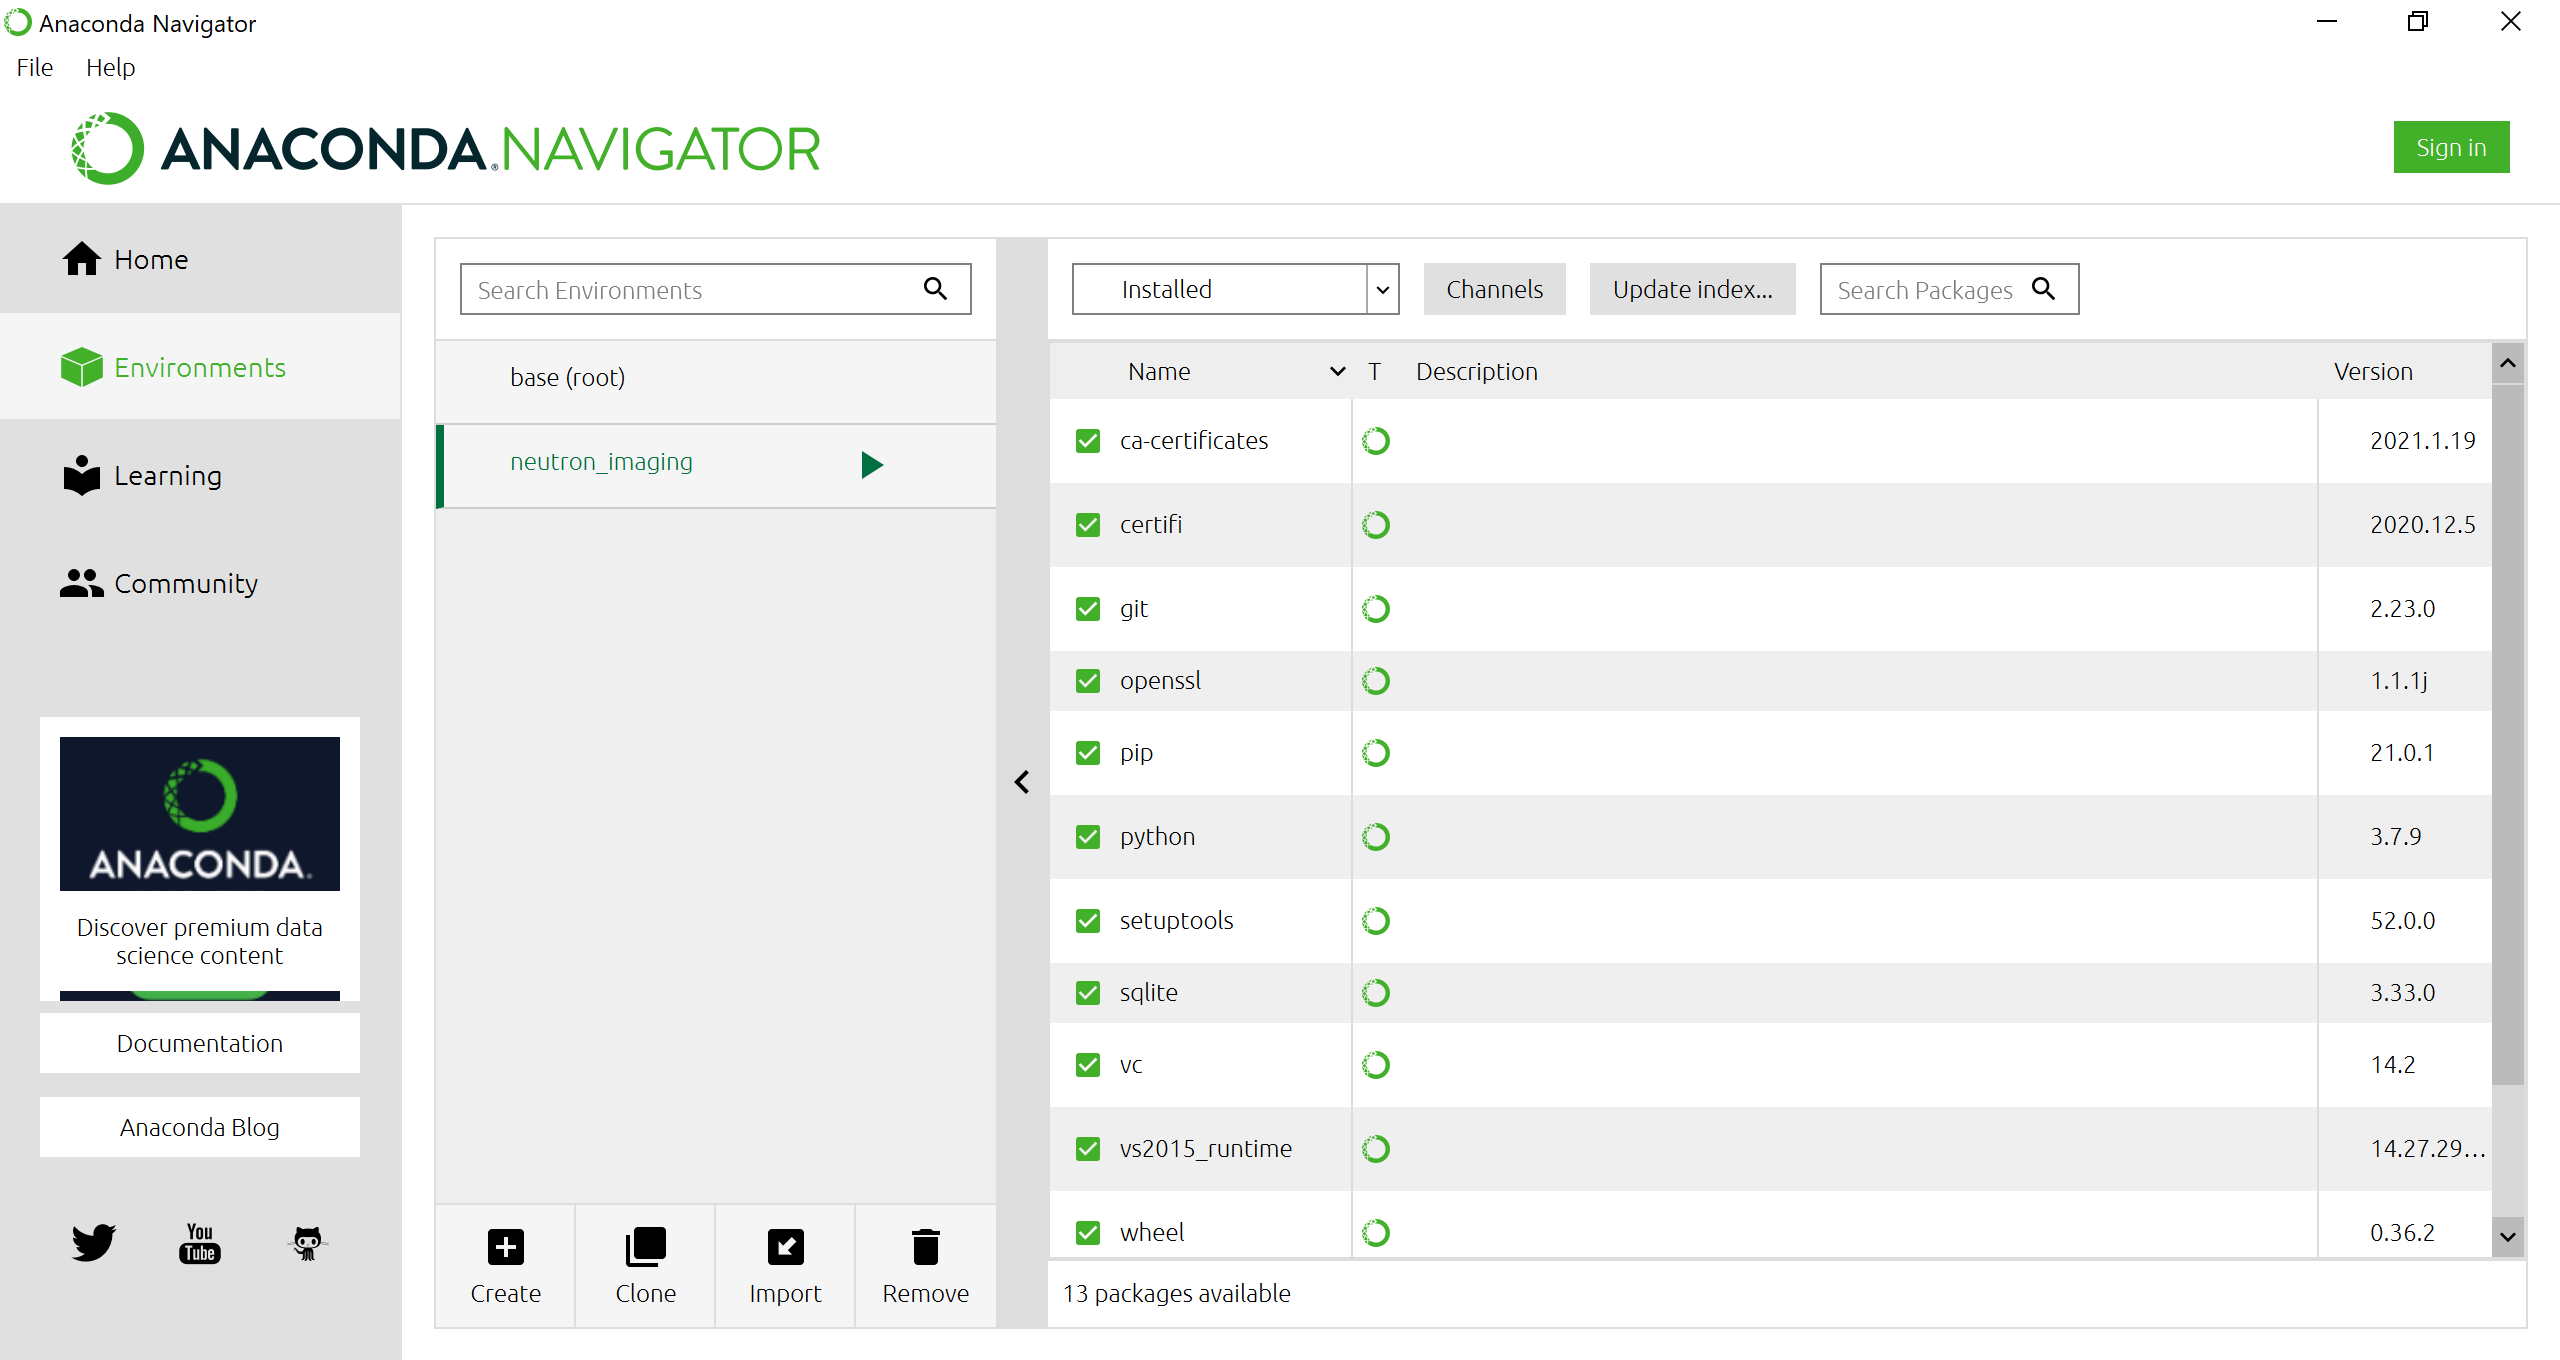 Anaconda Navigator
File Help
ANACONDA.NAVIGATOR
Sign in
Home
Environments
Learning
Community
ANACONDA.
Discover premium data
science content
Documentation
Anaconda Blog
You
Tube
Search Environments
base (root)
neutron_imaging
Create Clone Import Remove
Installed Channels Update index... Search Packages
Name T Description Version
ca-certificates 2021.1.19
certifi 2020.12.5
git 2.23.0
openssl 1.1.1j
pip 21.0.1
python 3.7.9
setuptools 52.0.0
sqlite 3.33.0
vc 14.2
vs2015_runtime 14.27.29...
wheel 0.36.2
13 packages available